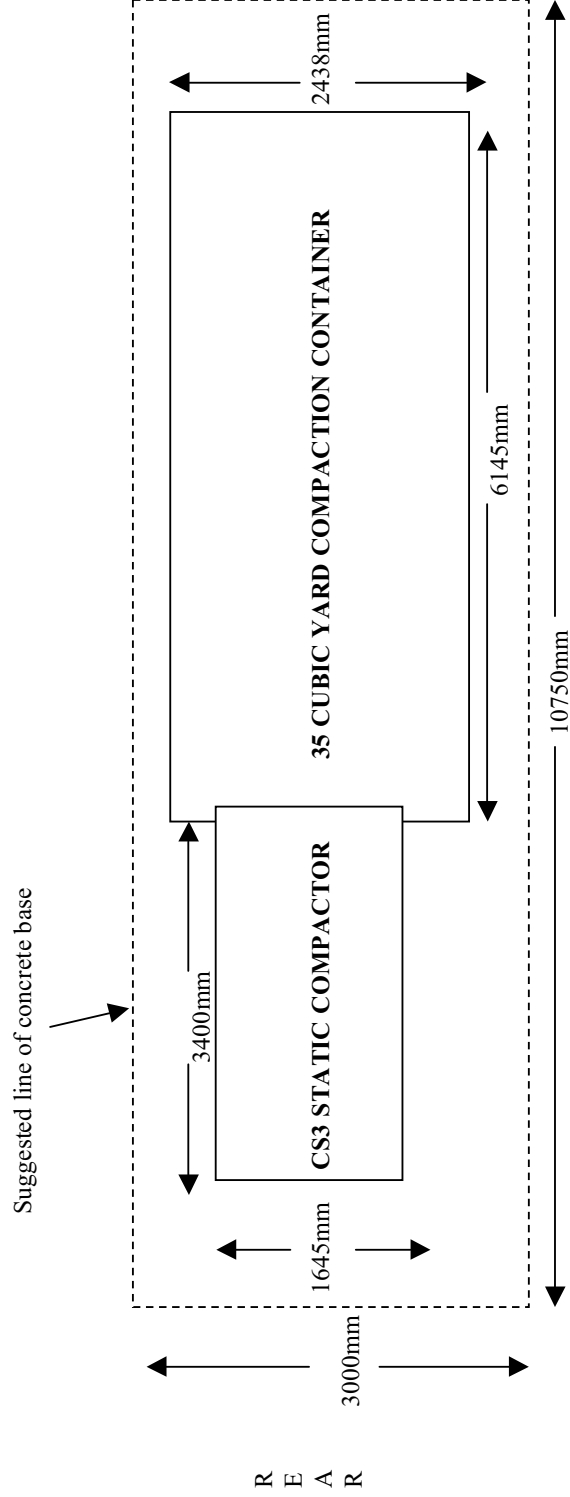 Suggested line of concrete base
3400mm
2438mm
CS3 STATIC COMPACTOR
35 CUBIC YARD COMPACTION CONTAINER
1645mm
3000mm
6145mm
10750mm
R
E
A
R